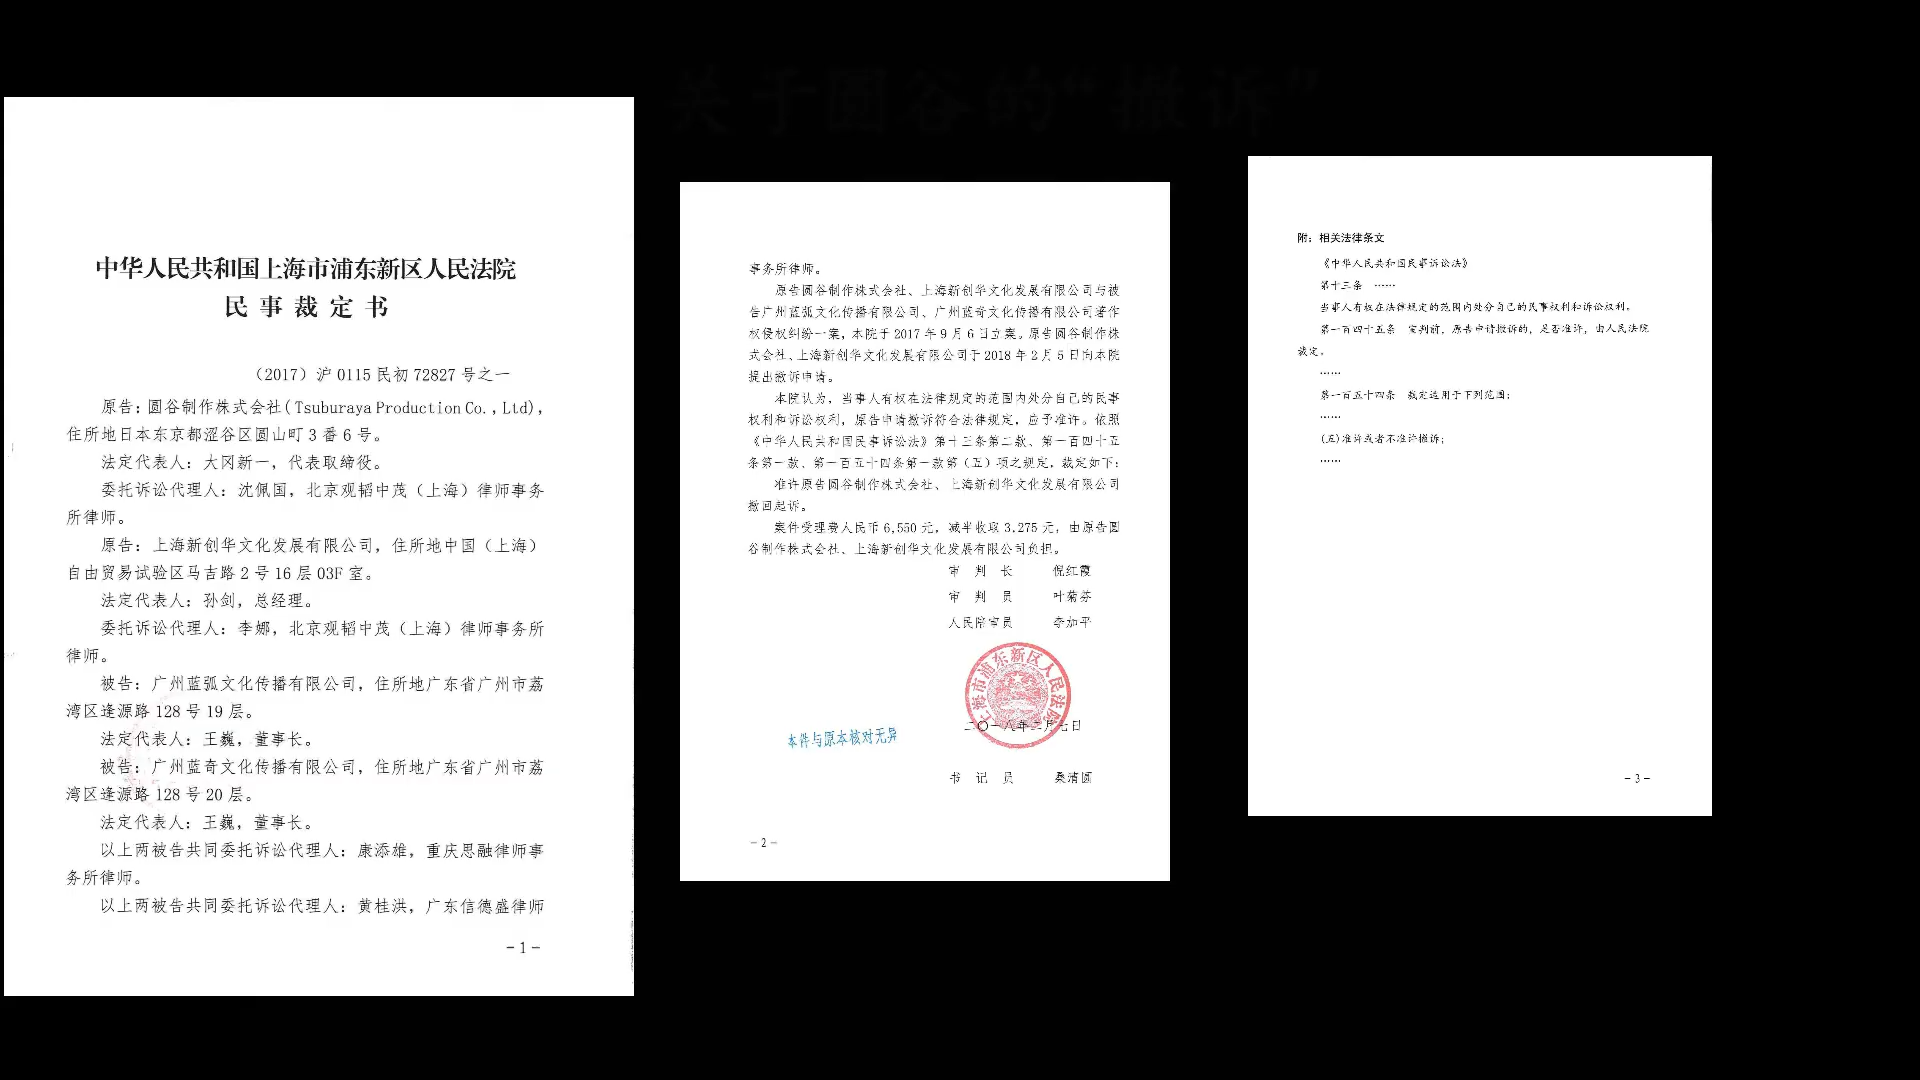 关于圆谷的“撤诉”
中华人民共和国上海市浦东新区人民法院
民事裁定书
（2017）沪 0115 民初 72827 号之一
原告：圆谷制作株式会社(Tsuburaya Production Co.,Ltd)，
住所地日本东京都涩谷区圆山町 3 番 6 号。
法定代表人：大冈新一，代表取缔役。
委托诉讼代理人：沈佩国，北京观韬中茂（上海）律师事务
所律师。
原告：上海新创华文化发展有限公司，住所地中国（上海）
自由贸易试验区马吉路 2 号 16 层 03F 室。
法定代表人：孙剑，总经理。
委托诉讼代理人：李娜，北京观韬中茂（上海）律师事务所
律师。
被告：广州蓝弧文化传播有限公司，住所地广东省广州市荔
湾区逢源路 128 号 19 层。
法定代表人：王巍，董事长。
被告：广州蓝奇文化传播有限公司，住所地广东省广州市荔
湾区逢源路 128 号 20 层。
法定代表人：王巍，董事长。
以上两被告共同委托诉讼代理人：康添雄，重庆思融律师事
务所律师。
以上两被告共同委托诉讼代理人：黄桂洪，广东信德盛律师
－1－
事务所律师。
原告圆谷制作株式会社、上海新创华文化发展有限公司与被
告广州蓝弧文化传播有限公司、广州蓝奇文化传播有限公司著作
权侵权纠纷一案，本院于 2017 年 9 月 6 日立案。原告圆谷制作株
式会社、上海新创华文化发展有限公司于 2018 年 2 月 5 日向本院
提出撤诉申请。
本院认为，当事人有权在法律规定的范围内处分自己的民事
权利和诉讼权利，原告申请撤诉符合法律规定，应予准许。依照
《中华人民共和国民事诉讼法》第十三条第二款、第一百四十五
条第一款、第一百五十四条第一款第（五）项之规定，裁定如下：
准许原告圆谷制作株式会社、上海新创华文化发展有限公司
撤回起诉。
案件受理费人民币 6,550 元，减半收取 3,275 元，由原告圆
谷制作株式会社、上海新创华文化发展有限公司负担。
审 判 长 倪红霞
审 判 员 叶菊芬
人民陪审员 李加平
上海市浦东新区人民法院
二〇一八年二月七日
本件与原本核对无异
书 记 员 桑清圆
－2－
附：相关法律条文
《中华人民共和国民事诉讼法》
第十三条 ……
当事人有权在法律规定的范围内处分自己的民事权利和诉讼权利。
第一百四十五条 宣判前，原告申请撤诉的，是否准许，由人民法院
裁定。
……
第一百五十四条 裁定适用于下列范围：
……
(五)准许或者不准许撤诉；
……
－3－